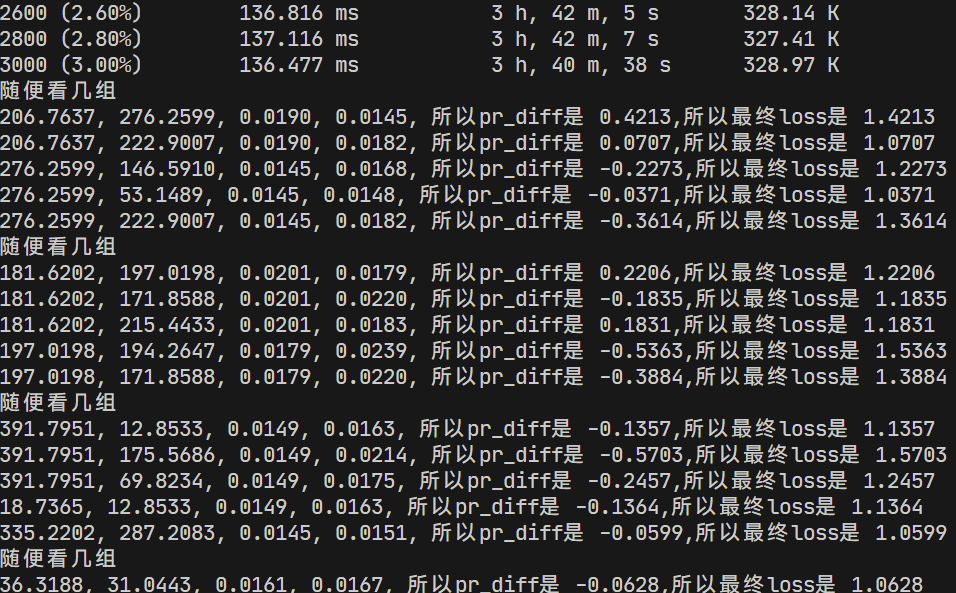 2600 (2.60%)        136.816 ms           3 h, 42 m, 5 s       328.14 K
2800 (2.80%)        137.116 ms           3 h, 42 m, 7 s       327.41 K
3000 (3.00%)        136.477 ms           3 h, 40 m, 38 s      328.97 K
随便看几组
206.7637, 276.2599, 0.0190, 0.0145, 所以pr_diff是 0.4213,所以最终loss是 1.4213
206.7637, 222.9007, 0.0190, 0.0182, 所以pr_diff是 0.0707,所以最终loss是 1.0707
276.2599, 146.5910, 0.0145, 0.0168, 所以pr_diff是 -0.2273,所以最终loss是 1.2273
276.2599, 53.1489, 0.0145, 0.0148, 所以pr_diff是 -0.0371,所以最终loss是 1.0371
276.2599, 222.9007, 0.0145, 0.0182, 所以pr_diff是 -0.3614,所以最终loss是 1.3614
随便看几组
181.6202, 197.0198, 0.0201, 0.0179, 所以pr_diff是 0.2206,所以最终loss是 1.2206
181.6202, 171.8588, 0.0201, 0.0220, 所以pr_diff是 -0.1835,所以最终loss是 1.1835
181.6202, 215.4433, 0.0201, 0.0183, 所以pr_diff是 0.1831,所以最终loss是 1.1831
197.0198, 194.2647, 0.0179, 0.0239, 所以pr_diff是 -0.5363,所以最终loss是 1.5363
197.0198, 171.8588, 0.0179, 0.0220, 所以pr_diff是 -0.3884,所以最终loss是 1.3884
随便看几组
391.7951, 12.8533, 0.0149, 0.0163, 所以pr_diff是 -0.1357,所以最终loss是 1.1357
391.7951, 175.5686, 0.0149, 0.0214, 所以pr_diff是 -0.5703,所以最终loss是 1.5703
391.7951, 69.8234, 0.0149, 0.0175, 所以pr_diff是 -0.2457,所以最终loss是 1.2457
18.7365, 12.8533, 0.0149, 0.0163, 所以pr_diff是 -0.1364,所以最终loss是 1.1364
335.2202, 287.2083, 0.0145, 0.0151, 所以pr_diff是 -0.0599,所以最终loss是 1.0599
随便看几组
36.3188, 31.0443, 0.0161, 0.0167, 所以pr_diff是 -0.0628,所以最终loss是 1.0628